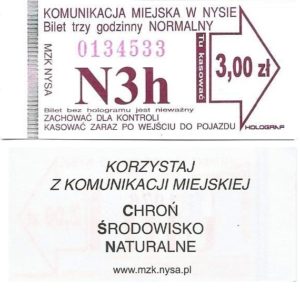 KOMUNIKACJA MIEJSKA W NYSIE
Bilet trzy godzinny NORMALNY
0134533
MZK NYSA
N3h
Tu kasować
3,00 zł
Bilet bez hologramu jest nieważny
ZACHOWAĆ DLA KONTROLI
KASOWAĆ ZARAZ PO WEJŚCIU DO POJAZDU
HOLOGRAF
KORZYSTAJ
Z KOMUNIKACJI MIEJSKIEJ
CHROŃ
ŚRODOWISKO
NATURALNE
www.mzk.nysa.pl